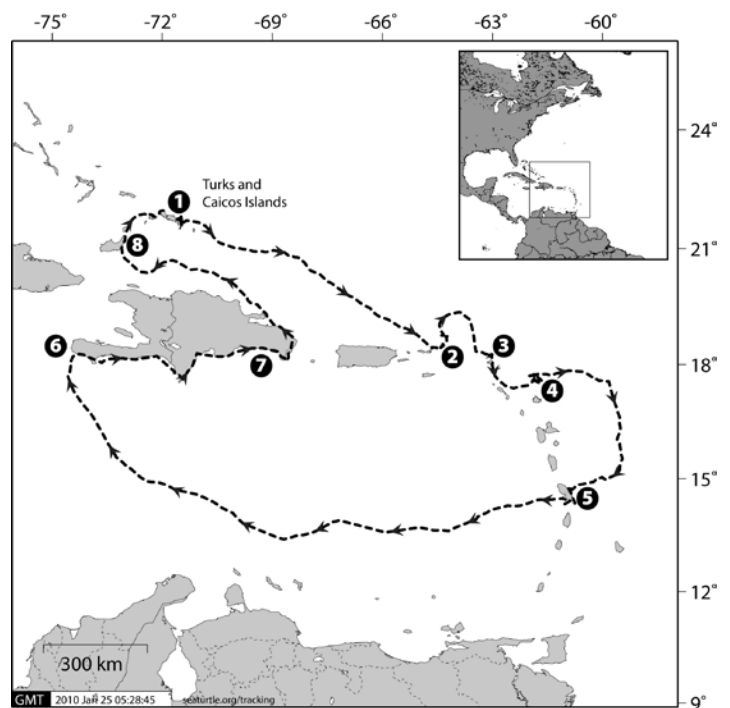 -75° -72° -69° -66° -63° -60°
24°
1 Turks and
Caicos Islands
8 21°
6 7 2 3 18°
4
5 15°
12°
300 km
9°
GMT 2010 Jan 25 05:28:45 seaturtle.org/tracking